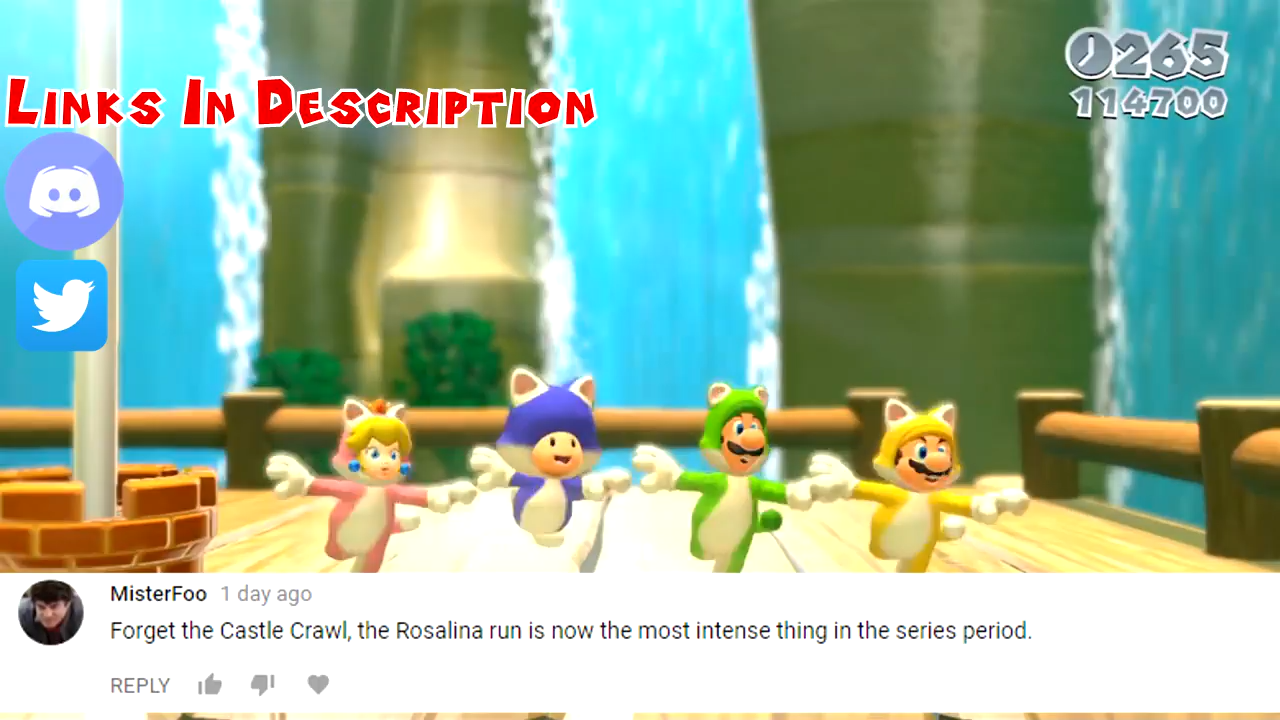 0265
114700
Links In Description
MisterFoo 1 day ago
Forget the Castle Crawl, the Rosalina run is now the most intense thing in the series period.
REPLY